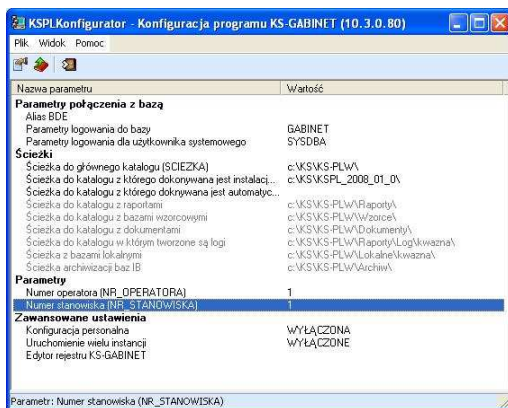 KSPLKonfigurator - Konfiguracja programu KS-GABINET (10.3.0.80)
Plik Widok Pomoc
Nazwa parametru Wartość
Parametry połączenia z bazą
Alias BDE
Parametry logowania do bazy GABINET
Parametry logowania dla użytkownika systemowego SYSDBA
Ścieżki
Ścieżka do głównego katalogu (SCIEZKA) c:\KS\KS-PLW\
Ścieżka do katalogu z którego dokonywana jest instalacj... c:\KS\KSPL_2008_01_0\
Ścieżka do katalogu z którego doknywana jest automatyc...
Ścieżka do katalogu z raportami c:\KS\KS-PLW\Raporty\
Ścieżka do katalogu z bazami wzorcowymi c:\KS\KS-PLW\Wzorce\
Ścieżka do katalogu z dokumentami c:\KS\KS-PLW\Dokumenty\
Ścieżka do katalogu w którym tworzone są logi c:\KS\KS-PLW\Raporty\Log\kwazna\
Ścieżka z bazami lokalnymi c:\KS\KS-PLW\Lokalne\kwazna\
Ścieżka archiwizacji baz IB c:\KS\KS-PLW\Archiw\
Parametry
Numer operatora (NR_OPERATORA) 1
Numer stanowiska (NR_STANOWISKA) 1
Zawansowane ustawienia
Konfiguracja personalna WYŁĄCZONA
Uruchomienie wielu instancji WYŁĄCZONE
Edytor rejestru KS-GABINET
Parametr: Numer stanowiska (NR_STANOWISKA)